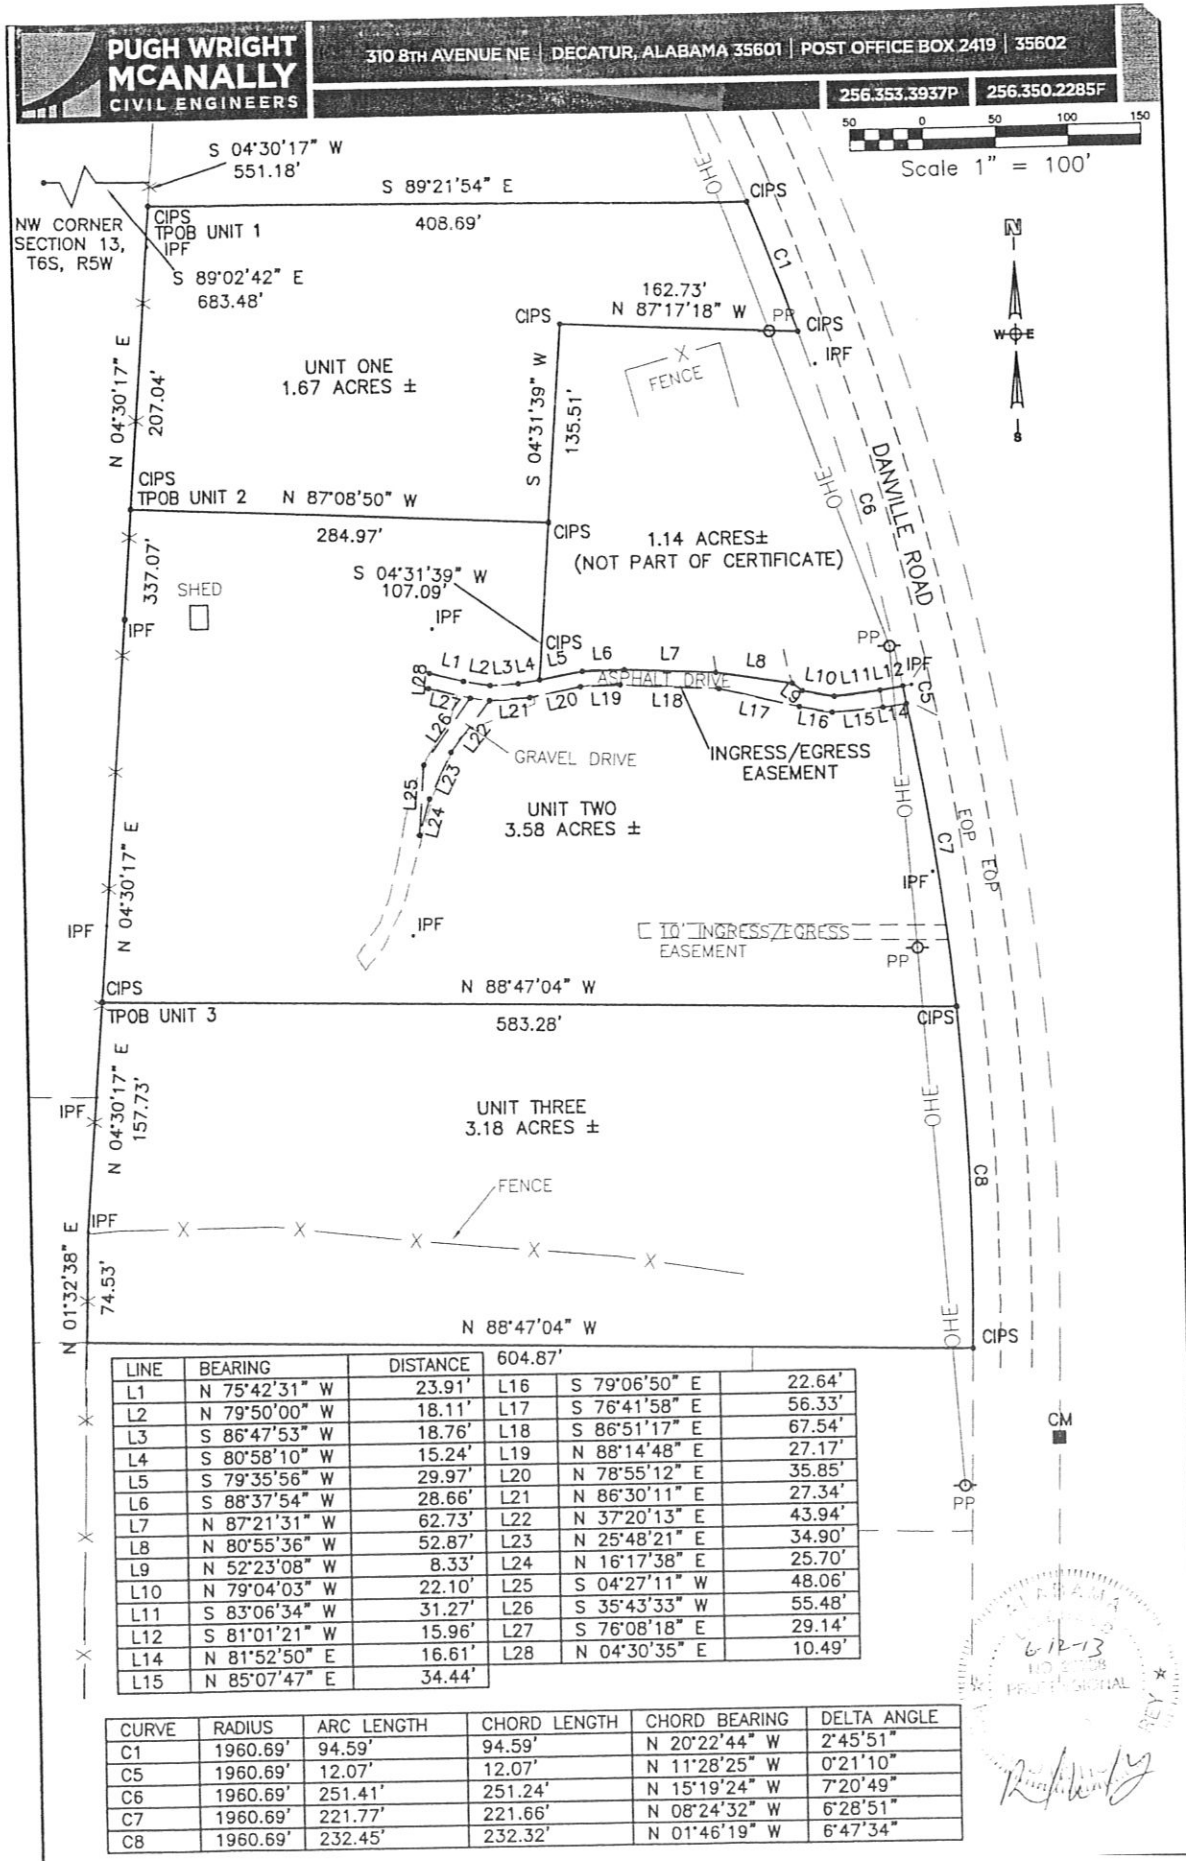 PUGH WRIGHT
MCANALLY
CIVIL ENGINEERS
310 8TH AVENUE NE | DECATUR, ALABAMA 35601 | POST OFFICE BOX 2419 | 35602
256.353.3937P 256.350.2285F
50 0 50 100 150
Scale 1" = 100'
S 04°30'17" W
551.18'
S 89°21'54" E
408.69'
CIPS
NW CORNER
SECTION 13,
T6S, R5W
CIPS
TPOB UNIT 1
IPF
S 89°02'42" E
683.48'
OHE
C1
N
W E
S
162.73'
N 87°17'18" W
CIPS
PP
CIPS
IPF
X
FENCE
UNIT ONE
1.67 ACRES ±
N 04°30'17" E
207.04'
S 04°31'39" W
135.51'
CIPS
TPOB UNIT 2
N 87°08'50" W
284.97'
CIPS
OHE
C6
DANVILLE ROAD
1.14 ACRES±
(NOT PART OF CERTIFICATE)
S 04°31'39" W
107.09'
337.07'
SHED
IPF
IPF
CIPS
PP
IPF
L1
L2
L3
L4
L5
L6
L7
L8
L9
L10
L11
L12
C5
L28
L27
L26
L25
L24
L23
L22
L21
L20
L19
L18
L17
L16
L15
L14
ASPHALT DRIVE
GRAVEL DRIVE
INGRESS/EGRESS
EASEMENT
UNIT TWO
3.58 ACRES ±
OHE
C7
EOP
EOP
IPF
N 04°30'17" E
IPF
IPF
10' INGRESS/EGRESS
EASEMENT
PP
CIPS
TPOB UNIT 3
N 88°47'04" W
583.28'
CIPS
N 04°30'17" E
157.73'
IPF
UNIT THREE
3.18 ACRES ±
OHE
C8
FENCE
IPF
X X X X X
N 01°32'38" E
74.53'
N 88°47'04" W
604.87'
OHE
CIPS
CM
PP
LINE BEARING DISTANCE
L1 N 75°42'31" W 23.91' L16 S 79°06'50" E 22.64'
L2 N 79°50'00" W 18.11' L17 S 76°41'58" E 56.33'
L3 S 86°47'53" W 18.76' L18 S 86°51'17" E 67.54'
L4 S 80°58'10" W 15.24' L19 N 88°14'48" E 27.17'
L5 S 79°35'56" W 29.97' L20 N 78°55'12" E 35.85'
L6 S 88°37'54" W 28.66' L21 N 86°30'11" E 27.34'
L7 N 87°21'31" W 62.73' L22 N 37°20'13" E 43.94'
L8 N 80°55'36" W 52.87' L23 N 25°48'21" E 34.90'
L9 N 52°23'08" W 8.33' L24 N 16°17'38" E 25.70'
L10 N 79°04'03" W 22.10' L25 S 04°27'11" W 48.06'
L11 S 83°06'34" W 31.27' L26 S 35°43'33" W 55.48'
L12 S 81°01'21" W 15.96' L27 S 76°08'18" E 29.14'
L14 N 81°52'50" E 16.61' L28 N 04°30'35" E 10.49'
L15 N 85°07'47" E 34.44'
ALABAMA
6-12-13
PROFESSIONAL
CURVE RADIUS ARC LENGTH CHORD LENGTH CHORD BEARING DELTA ANGLE
C1 1960.69' 94.59' 94.59' N 20°22'44" W 2°45'51"
C5 1960.69' 12.07' 12.07' N 11°28'25" W 0°21'10"
C6 1960.69' 251.41' 251.24' N 15°19'24" W 7°20'49"
C7 1960.69' 221.77' 221.66' N 08°24'32" W 6°28'51"
C8 1960.69' 232.45' 232.32' N 01°46'19" W 6°47'34"